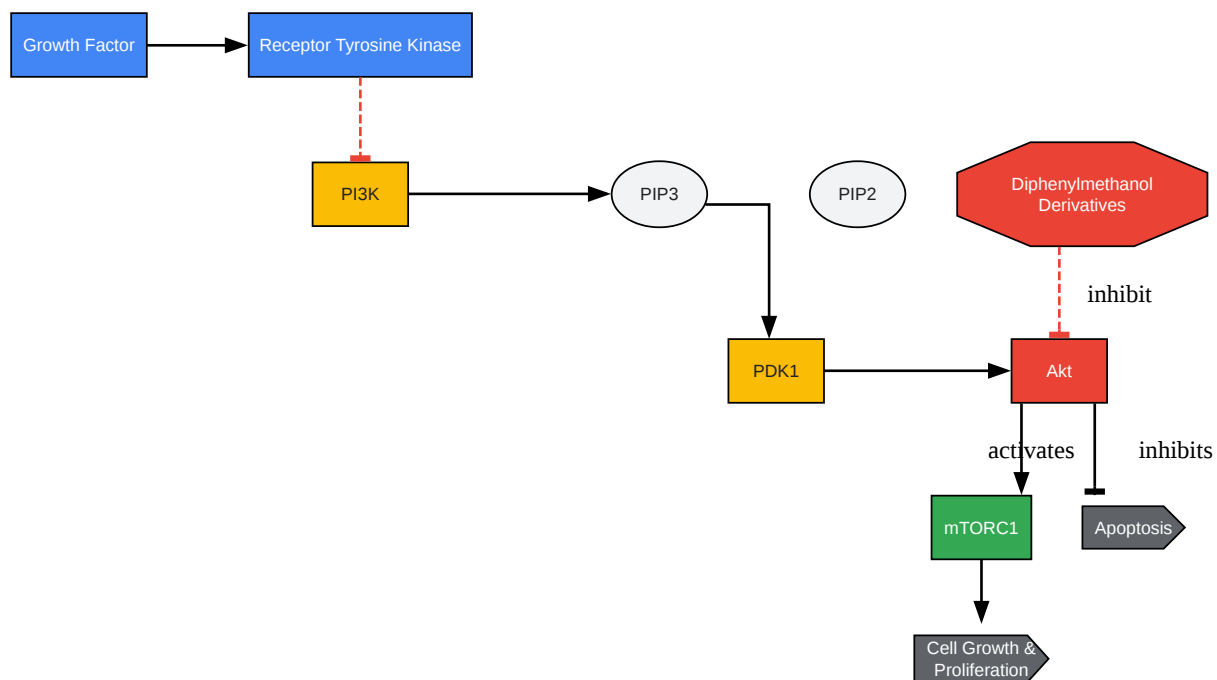 Growth Factor
Receptor Tyrosine Kinase
PI3K
PIP3
PIP2
Diphenylmethanol
Derivatives
inhibit
PDK1
Akt
activates
inhibits
mTORC1
Apoptosis
Cell Growth &
Proliferation